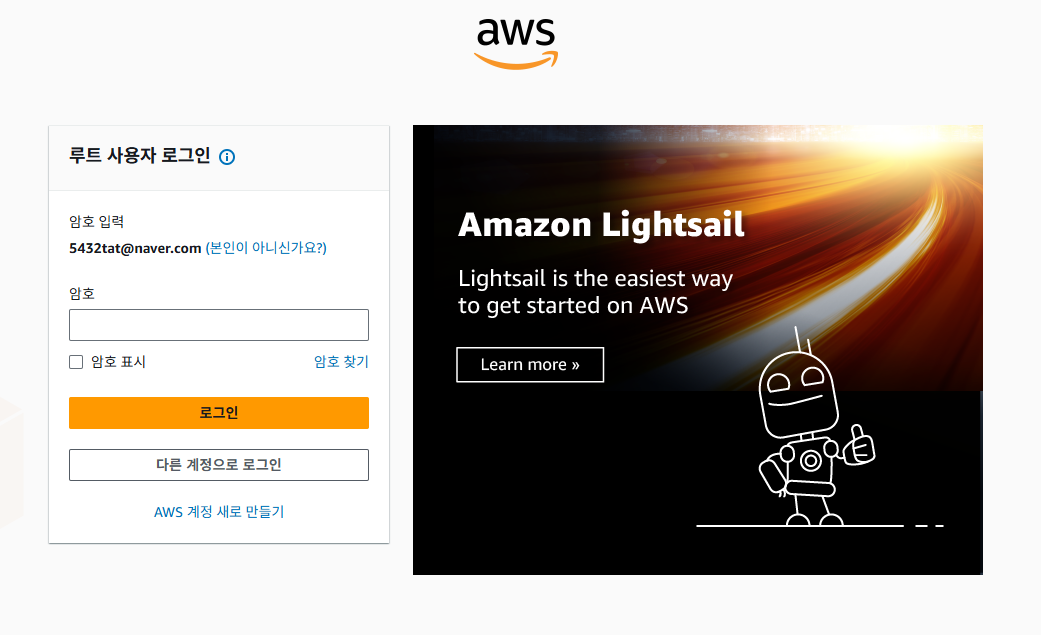 aws
루트 사용자 로그인
암호 입력
5432tat@naver.com (본인이 아니신가요?)
암호
암호 표시
암호 찾기
로그인
다른 계정으로 로그인
AWS 계정 새로 만들기
Amazon Lightsail
Lightsail is the easiest way
to get started on AWS
Learn more »